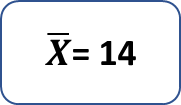 X̅ = 14